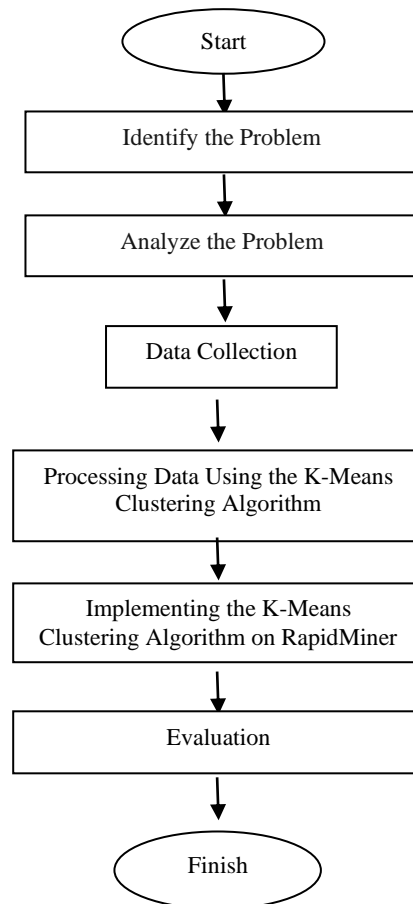 Start
Identify the Problem
Analyze the Problem
Data Collection
Processing Data Using the K-Means
Clustering Algorithm
Implementing the K-Means
Clustering Algorithm on RapidMiner
Evaluation
Finish